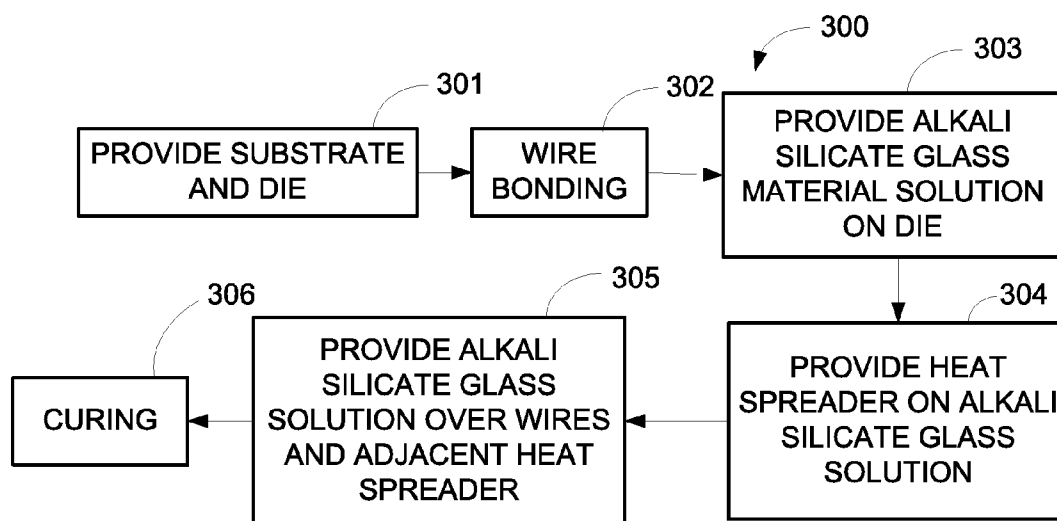 300
301
PROVIDE SUBSTRATE
AND DIE
302
WIRE
BONDING
303
PROVIDE ALKALI
SILICATE GLASS
MATERIAL SOLUTION
ON DIE
304
PROVIDE HEAT
SPREADER ON ALKALI
SILICATE GLASS
SOLUTION
305
PROVIDE ALKALI
SILICATE GLASS
SOLUTION OVER WIRES
AND ADJACENT HEAT
SPREADER
306
CURING